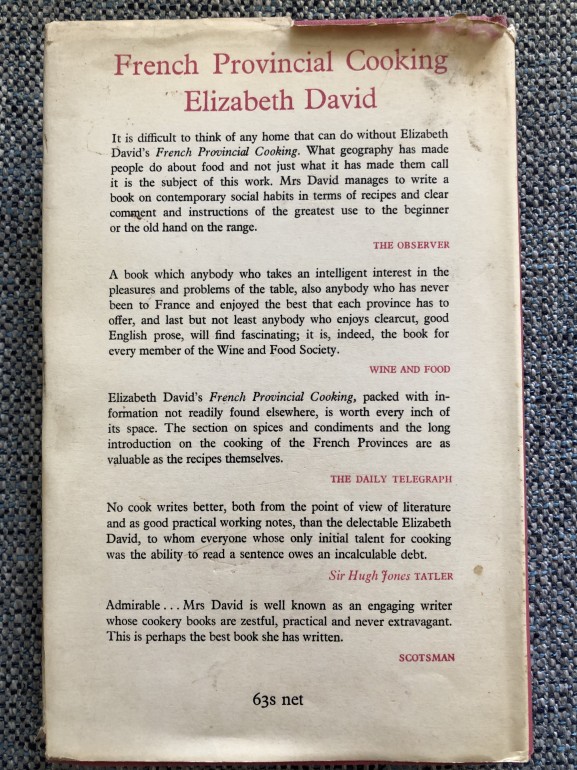 French Provincial Cooking
Elizabeth David
It is difficult to think of any home that can do without Elizabeth
David's French Provincial Cooking. What geography has made
people do about food and not just what it has made them call
it is the subject of this work. Mrs David manages to write a
book on contemporary social habits in terms of recipes and clear
comment and instructions of the greatest use to the beginner
or the old hand on the range.
THE OBSERVER
A book which anybody who takes an intelligent interest in the
pleasures and problems of the table, also anybody who has never
been to France and enjoyed the best that each province has to
offer, and last but not least anybody who enjoys clearcut, good
English prose, will find fascinating; it is, indeed, the book for
every member of the Wine and Food Society.
WINE AND FOOD
Elizabeth David's French Provincial Cooking, packed with in-
formation not readily found elsewhere, is worth every inch of
its space. The section on spices and condiments and the long
introduction on the cooking of the French Provinces are as
valuable as the recipes themselves.
THE DAILY TELEGRAPH
No cook writes better, both from the point of view of literature
and as good practical working notes, than the delectable Elizabeth
David, to whom everyone whose only initial talent for cooking
was the ability to read a sentence owes an incalculable debt.
Sir Hugh Jones TATLER
Admirable... Mrs David is well known as an engaging writer
whose cookery books are zestful, practical and never extravagant.
This is perhaps the best book she has written.
SCOTSMAN
63s net